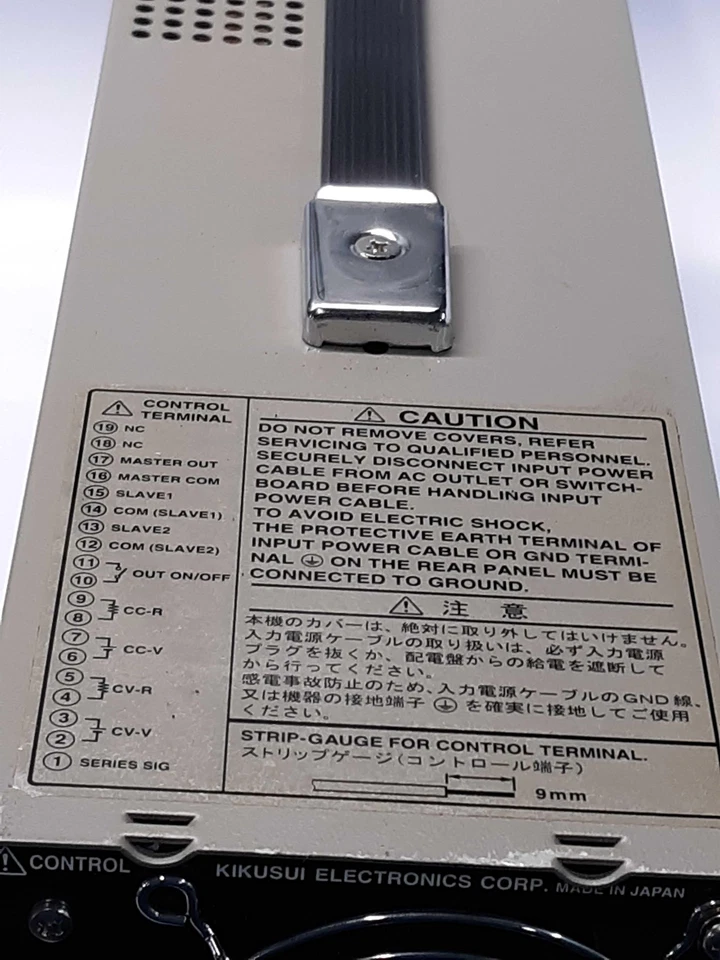 ⚠ CONTROL
TERMINAL
⑲ NC
⑱ NC
⑰ MASTER OUT
⑯ MASTER COM
⑮ SLAVE1
⑭ COM (SLAVE1)
⑬ SLAVE2
⑫ COM (SLAVE2)
⑪
⑩ OUT ON/OFF
⑨
⑧ CC-R
⑦
⑥ CC-V
⑤
④ CV-R
③
② CV-V
① SERIES SIG
⚠ CAUTION
DO NOT REMOVE COVERS, REFER
SERVICING TO QUALIFIED PERSONNEL.
SECURELY DISCONNECT INPUT POWER
CABLE FROM AC OUTLET OR SWITCH-
BOARD BEFORE HANDLING INPUT
POWER CABLE.
TO AVOID ELECTRIC SHOCK,
THE PROTECTIVE EARTH TERMINAL OF
INPUT POWER CABLE OR GND TERMI-
NAL ⏚ ON THE REAR PANEL MUST BE
CONNECTED TO GROUND.
⚠ 注 意
本機のカバーは、絶対に取り外してはいけません。
入力電源ケーブルの取り扱いは、必ず入力電源
プラグを抜くか、配電盤からの給電を遮断して
から行ってください。
感電事故防止のため、入力電源ケーブルのGND線、
又は機器の接地端子 ⏚ を確実に接地してご使用
ください。
STRIP-GAUGE FOR CONTROL TERMINAL.
ストリップゲージ(コントロール端子)
9mm
⚠ CONTROL
KIKUSUI ELECTRONICS CORP. MADE IN JAPAN